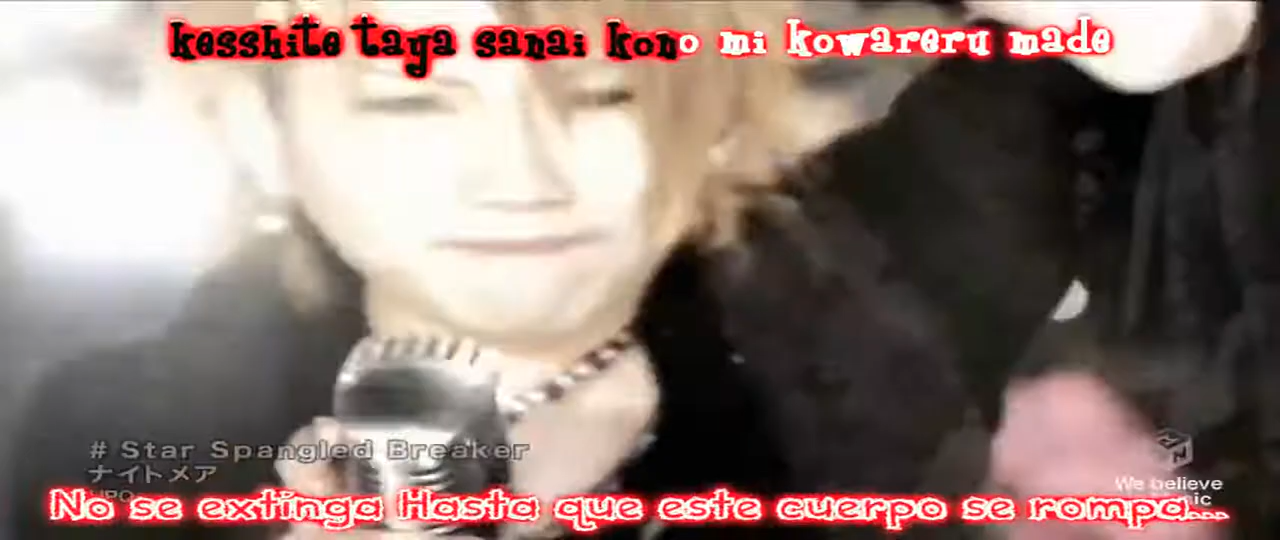 kesshite taya sanai kono mi kowareru made
# Star Spangled Breaker
ナイトメア
We believe
No se extinga Hasta que este cuerpo se rompa...